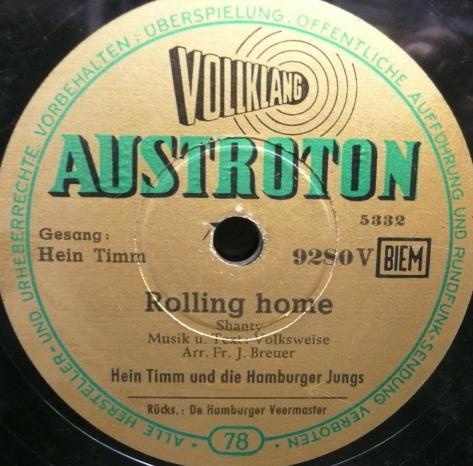 ALLE HERSTELLER- UND URHEBERRECHTE VORBEHALTEN; ÜBERSPIELUNG, ÖFFENTLICHE AUFFÜHRUNG UND RUNDFUNK-SENDUNG VERBOTEN
VOLLKLANG
AUSTROTON
5332
Gesang:
Hein Timm
9280 V BIEM
Rolling home
Shanty
Musik u. Text: Volksweise
Arr. Fr. J. Breuer
Hein Timm und die Hamburger Jungs
Rücks.: De Hamburger Veermaster
78